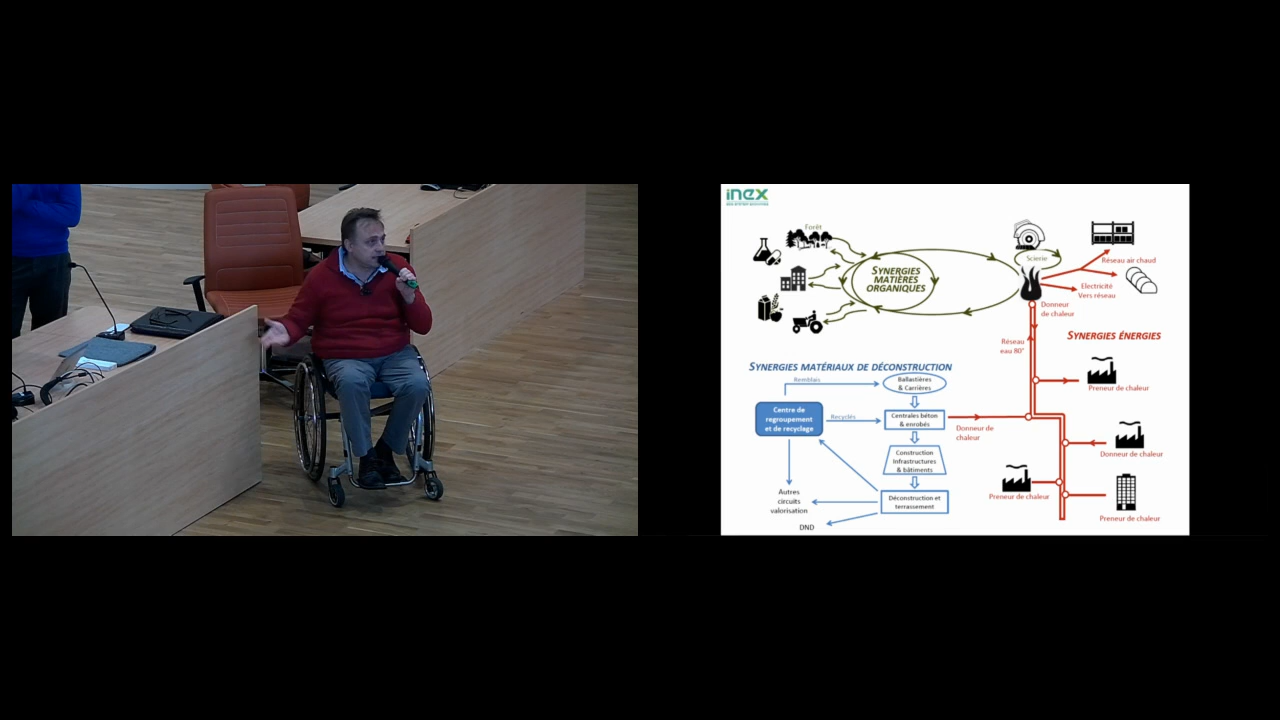 inex
Forêt
Synergies
matières
organiques
Scierie
Réseau air chaud
Electricité
Vers réseau
Donneur
de chaleur
Synergies énergies
Réseau
eau 80°
Preneur de chaleur
Synergies matériaux de déconstruction
Remblais
Ballastières
& Carrières
Centre de
regroupement
et de recyclage
Recyclés
Centrales béton
& enrobés
Donneur de
chaleur
Donneur de chaleur
Construction
Infrastructures
& bâtiments
Autres
circuits
valorisation
Déconstruction et
terrassement
Preneur de chaleur
Preneur de chaleur
DND